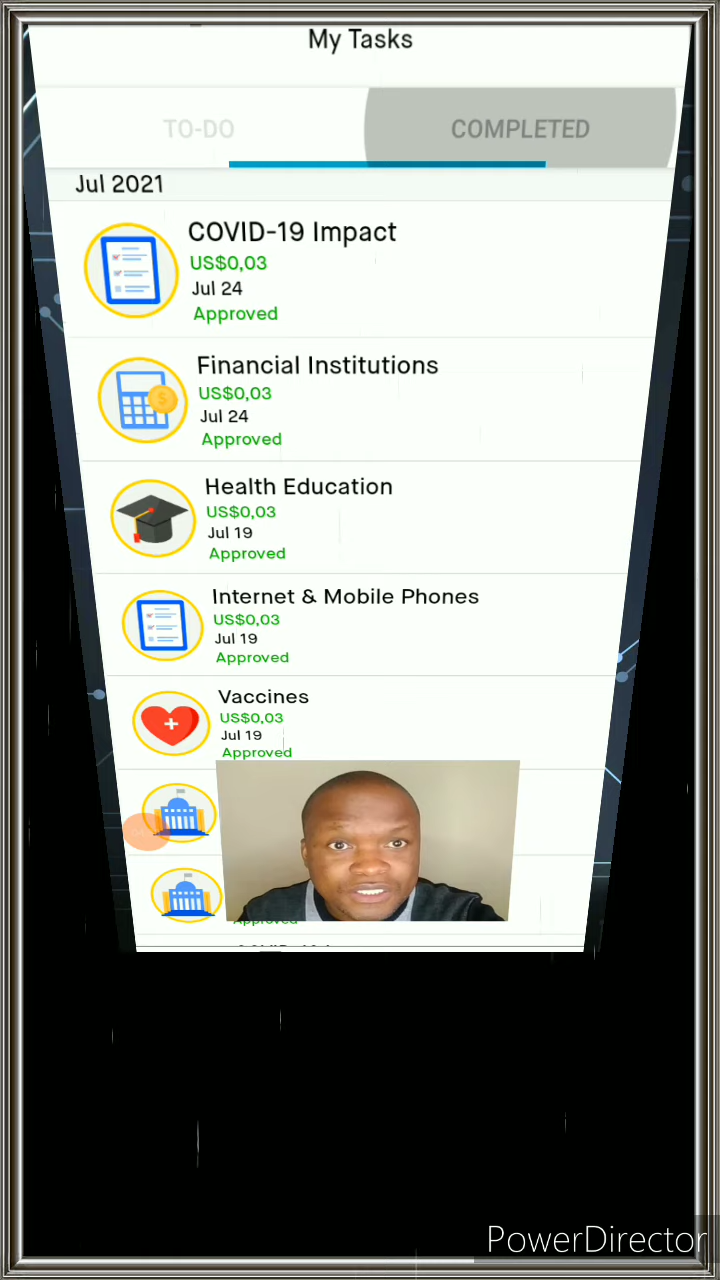 My Tasks
TO-DO
COMPLETED
Jul 2021
COVID-19 Impact
US$0,03
Jul 24
Approved
Financial Institutions
US$0,03
Jul 24
Approved
Health Education
US$0,03
Jul 19
Approved
Internet & Mobile Phones
US$0,03
Jul 19
Approved
Vaccines
US$0,03
Jul 19
Approved
Approved
PowerDirector